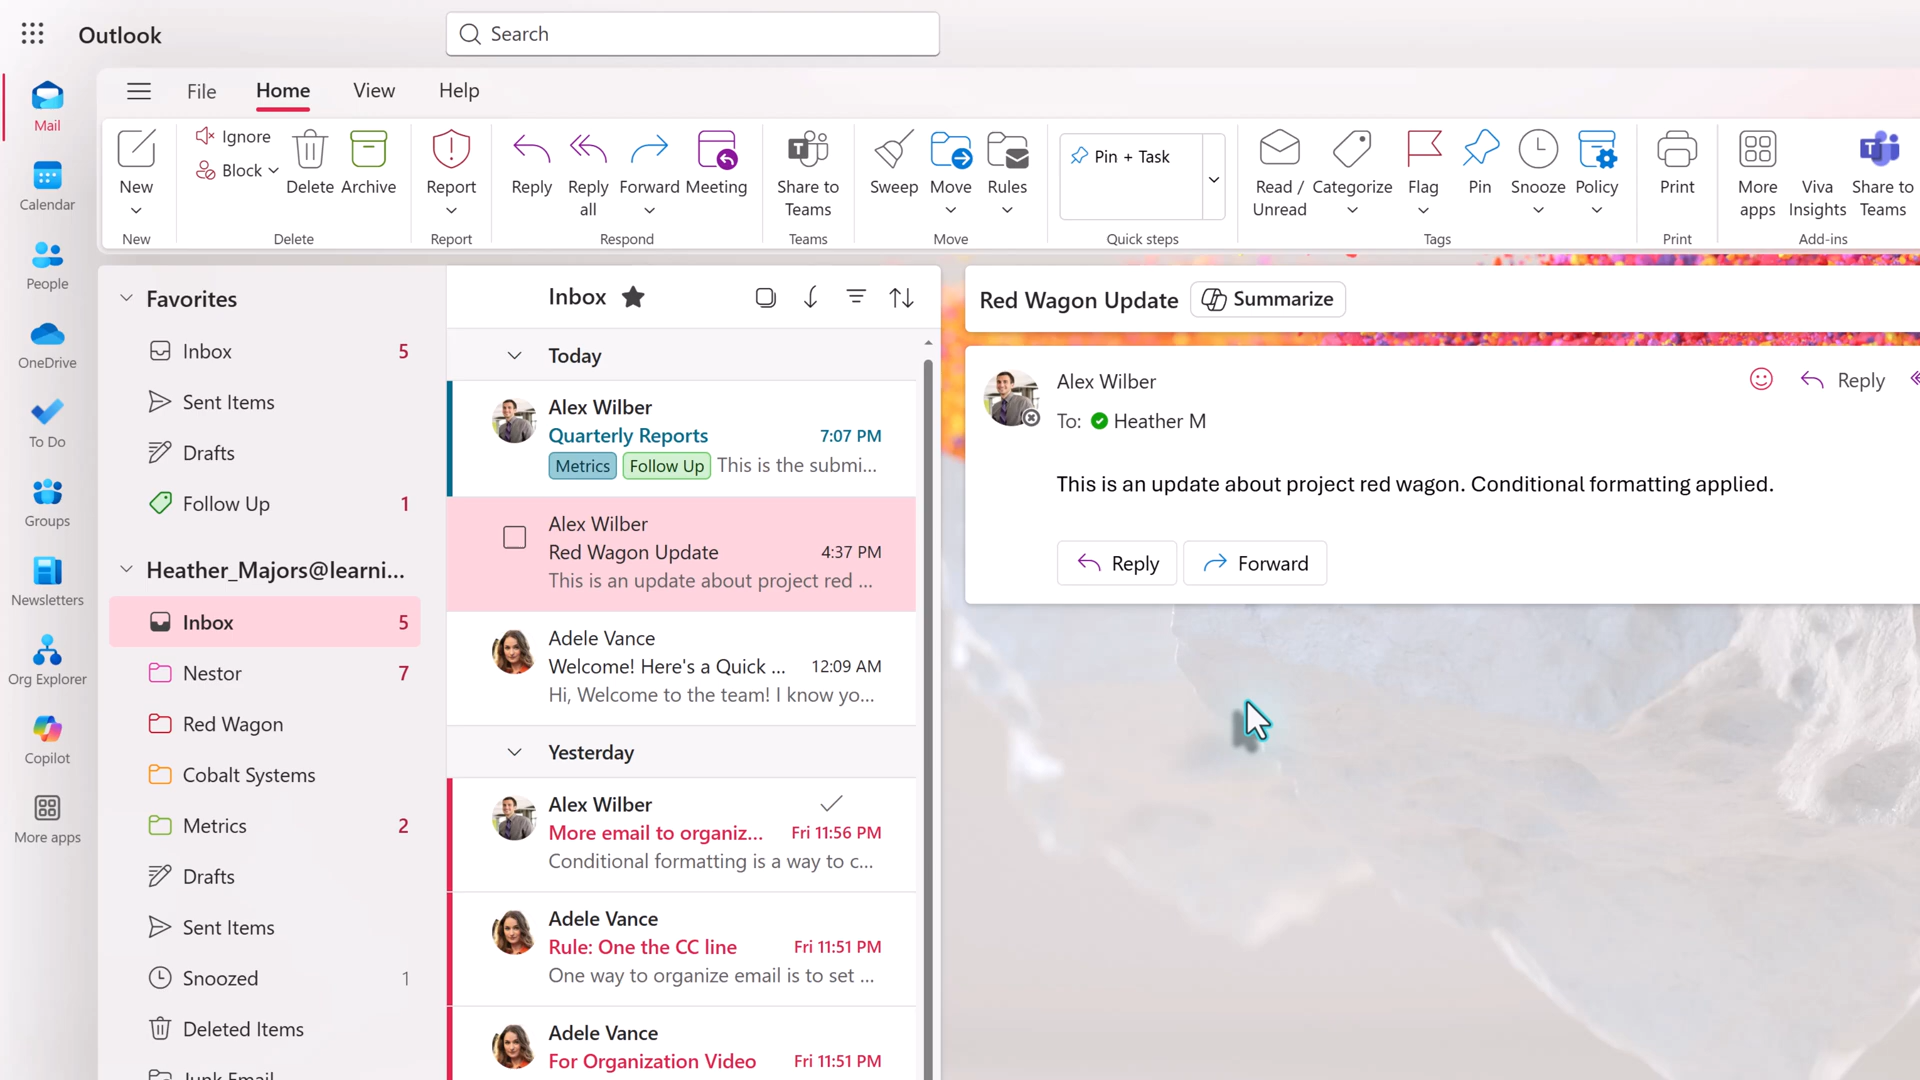 Outlook
Search
File Home View Help
New
Ignore
Block
Delete
Archive
Report
Reply
Reply all
Forward
Meeting
Share to Teams
Sweep
Move
Rules
Pin + Task
Read / Unread
Categorize
Flag
Pin
Snooze
Policy
Print
More apps
Viva Insights
Share to Teams
New Delete Report Respond Teams Move Quick steps Tags Print Add-ins
Mail
Calendar
People
OneDrive
To Do
Groups
Newsletters
Org Explorer
Copilot
More apps
Favorites
Inbox 5
Sent Items
Drafts
Follow Up 1
Heather_Majors@learni...
Inbox 5
Nestor 7
Red Wagon
Cobalt Systems
Metrics 2
Drafts
Sent Items
Snoozed 1
Deleted Items
Junk Email
Inbox
Today
Alex Wilber
Quarterly Reports 7:07 PM
Metrics Follow Up This is the submi...
Alex Wilber
Red Wagon Update 4:37 PM
This is an update about project red ...
Adele Vance
Welcome! Here's a Quick ... 12:09 AM
Hi, Welcome to the team! I know yo...
Yesterday
Alex Wilber
More email to organiz... Fri 11:56 PM
Conditional formatting is a way to c...
Adele Vance
Rule: One the CC line Fri 11:51 PM
One way to organize email is to set ...
Adele Vance
For Organization Video Fri 11:51 PM
Red Wagon Update Summarize
Alex Wilber
Reply
To: Heather M
This is an update about project red wagon. Conditional formatting applied.
Reply Forward